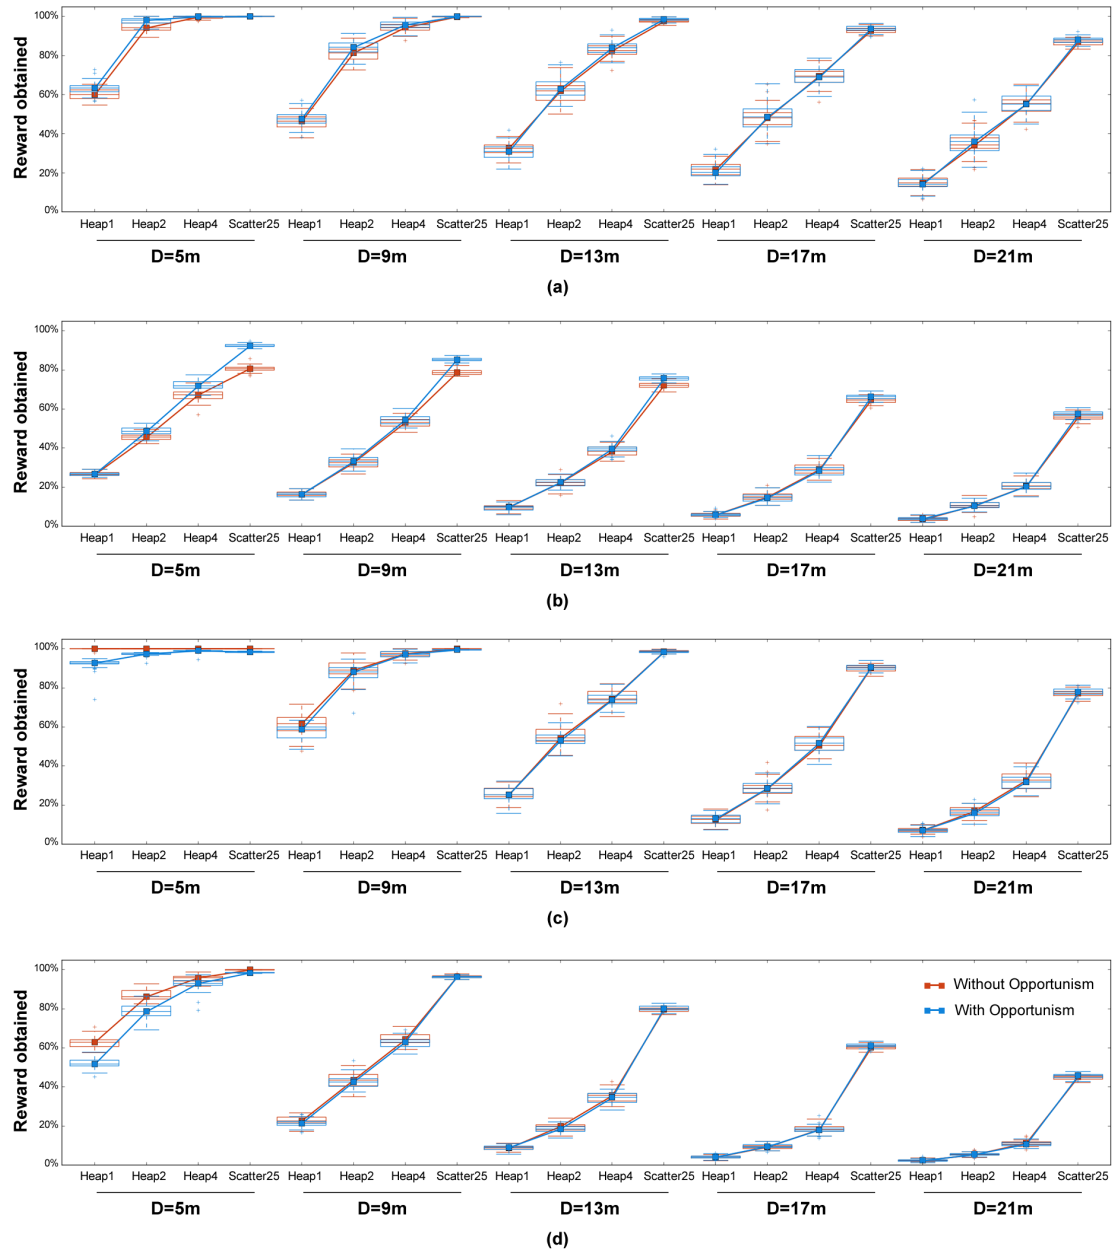 Reward obtained
100%
80%
60%
40%
20%
0%
Heap1 Heap2 Heap4 Scatter25 Heap1 Heap2 Heap4 Scatter25 Heap1 Heap2 Heap4 Scatter25 Heap1 Heap2 Heap4 Scatter25 Heap1 Heap2 Heap4 Scatter25
D=5m D=9m D=13m D=17m D=21m
(a)
Reward obtained
100%
80%
60%
40%
20%
0%
Heap1 Heap2 Heap4 Scatter25 Heap1 Heap2 Heap4 Scatter25 Heap1 Heap2 Heap4 Scatter25 Heap1 Heap2 Heap4 Scatter25 Heap1 Heap2 Heap4 Scatter25
D=5m D=9m D=13m D=17m D=21m
(b)
Reward obtained
100%
80%
60%
40%
20%
0%
Heap1 Heap2 Heap4 Scatter25 Heap1 Heap2 Heap4 Scatter25 Heap1 Heap2 Heap4 Scatter25 Heap1 Heap2 Heap4 Scatter25 Heap1 Heap2 Heap4 Scatter25
D=5m D=9m D=13m D=17m D=21m
(c)
Reward obtained
100%
80%
60%
40%
20%
0%
Without Opportunism
With Opportunism
Heap1 Heap2 Heap4 Scatter25 Heap1 Heap2 Heap4 Scatter25 Heap1 Heap2 Heap4 Scatter25 Heap1 Heap2 Heap4 Scatter25 Heap1 Heap2 Heap4 Scatter25
D=5m D=9m D=13m D=17m D=21m
(d)